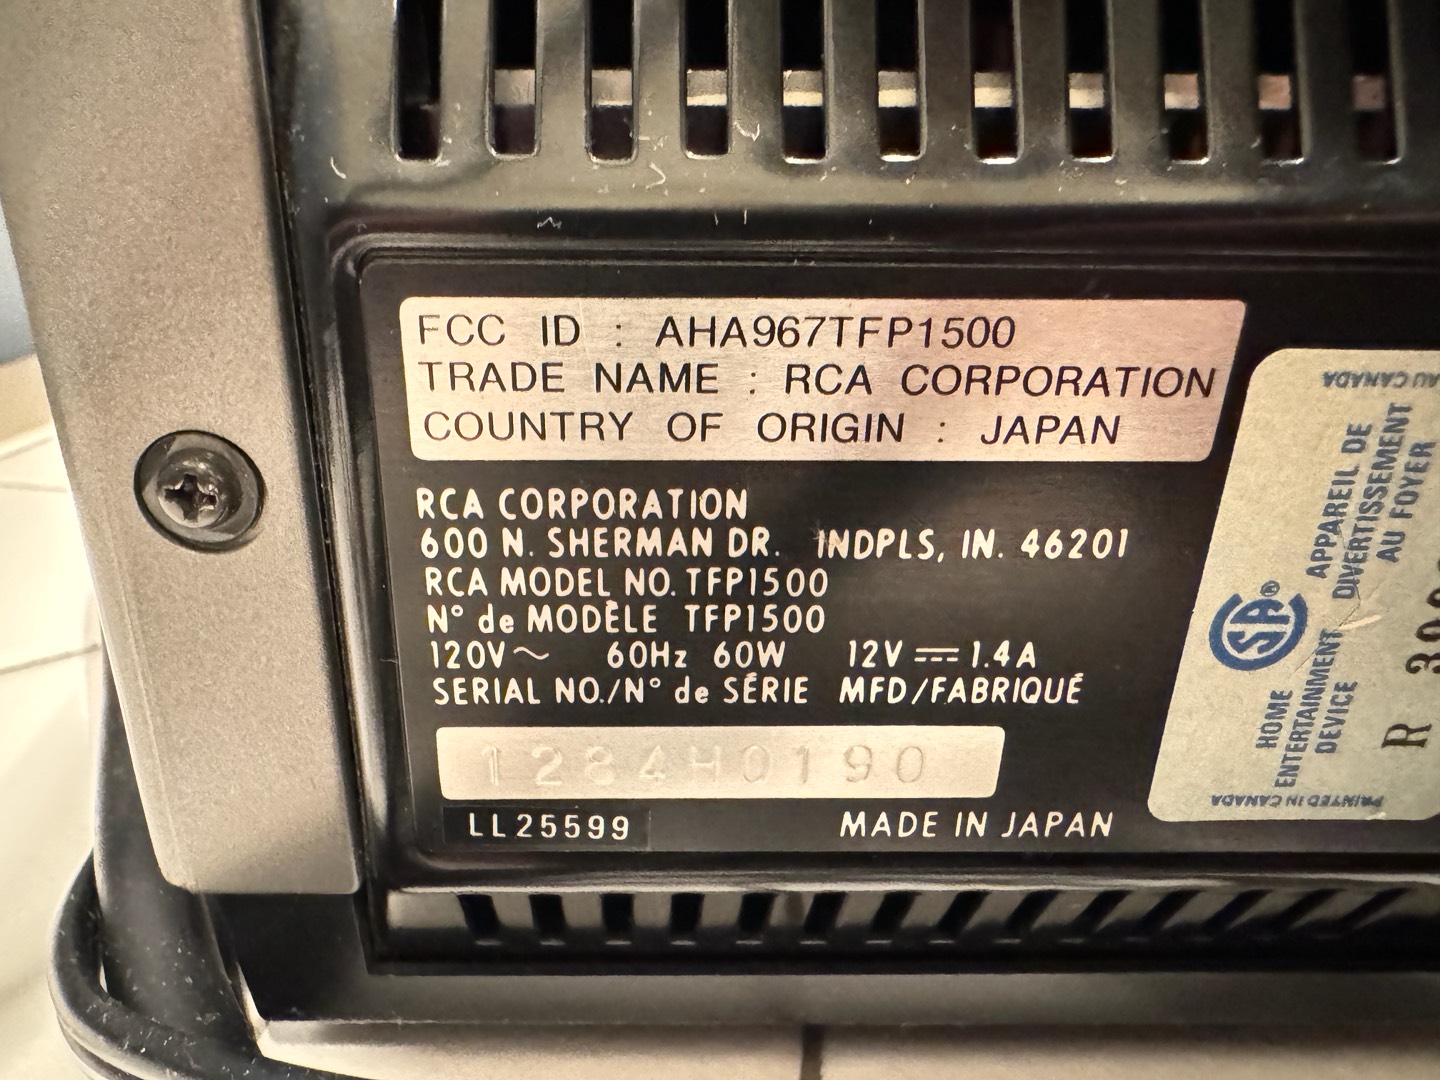 FCC ID : AHA967TFP1500
TRADE NAME : RCA CORPORATION
COUNTRY OF ORIGIN : JAPAN
RCA CORPORATION
600 N. SHERMAN DR. INDPLS, IN. 46201
RCA MODEL NO. TFP1500
N° de MODÈLE TFP1500
120V~ 60Hz 60W 12V ⎓ 1.4A
SERIAL NO./N° de SÉRIE MFD/FABRIQUÉ
1284H0190
LL25599 MADE IN JAPAN
AU CANADA
APPAREIL DE
DIVERTISSEMENT
AU FOYER
SA®
HOME
ENTERTAINMENT
DEVICE
R
PRINTED IN CANADA